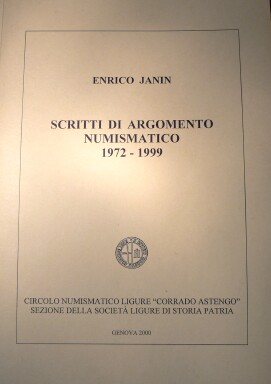 ENRICO JANIN
SCRITTI DI ARGOMENTO
NUMISMATICO
1972 - 1999
CIRCOLO NUMISMATICO LIGURE "CORRADO ASTENGO"
SEZIONE DELLA SOCIETÀ LIGURE DI STORIA PATRIA
GENOVA 2000